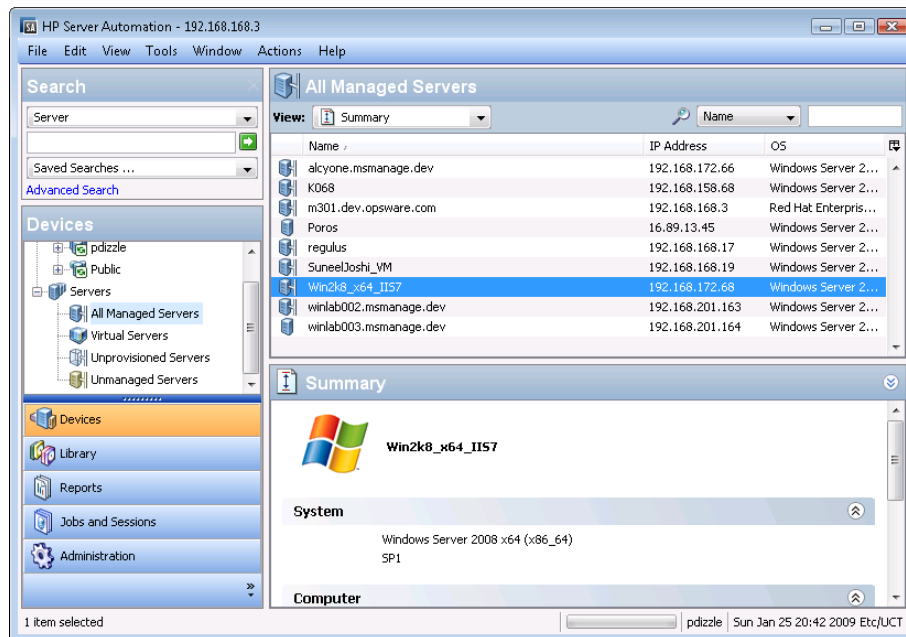 SA HP Server Automation - 192.168.168.3
File Edit View Tools Window Actions Help
Search
Server
Saved Searches ...
Advanced Search
Devices
pdizzle
Public
Servers
All Managed Servers
Virtual Servers
Unprovisioned Servers
Unmanaged Servers
Devices
Library
Reports
Jobs and Sessions
Administration
All Managed Servers
View: Summary Name
Name IP Address OS
alcyone.msmanage.dev 192.168.172.66 Windows Server 2...
K068 192.168.158.68 Windows Server 2...
m301.dev.opsware.com 192.168.168.3 Red Hat Enterpris...
Poros 16.89.13.45 Windows Server 2...
regulus 192.168.168.17 Windows Server 2...
SuneelJoshi_VM 192.168.168.19 Windows Server 2...
Win2k8_x64_IIS7 192.168.172.68 Windows Server 2...
winlab002.msmanage.dev 192.168.201.163 Windows Server 2...
winlab003.msmanage.dev 192.168.201.164 Windows Server 2...
Summary
Win2k8_x64_IIS7
System
Windows Server 2008 x64 (x86_64)
SP1
Computer
1 item selected pdizzle Sun Jan 25 20:42 2009 Etc/UCT